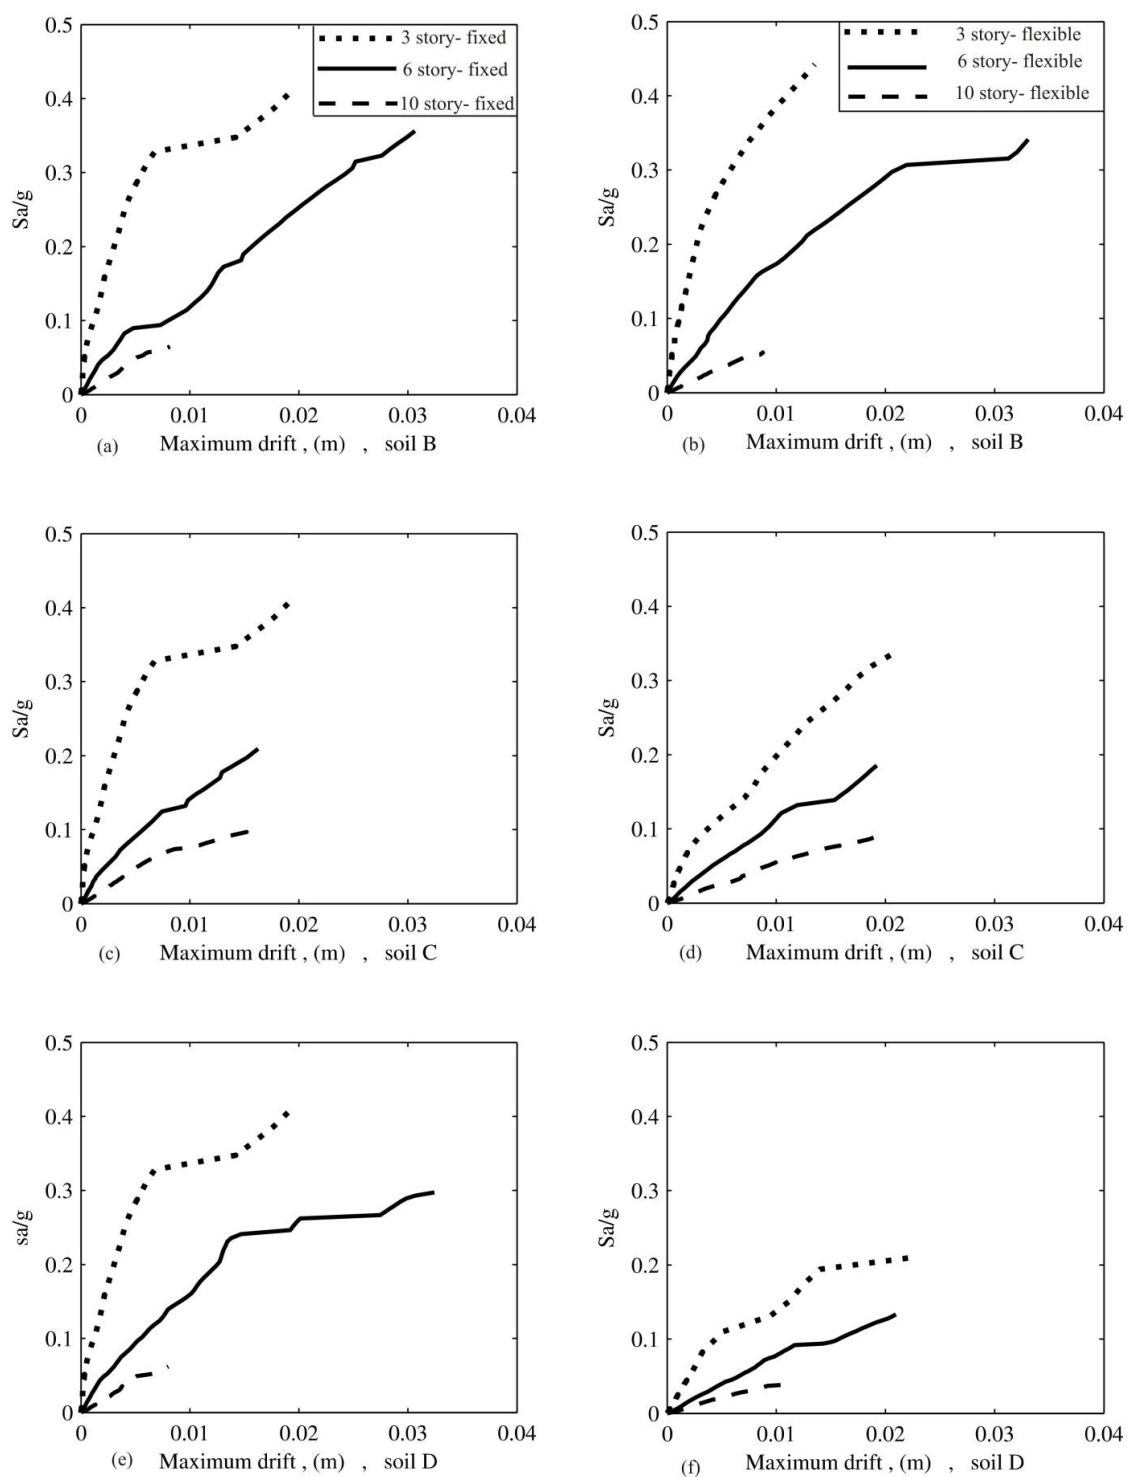 0.5
0.4
0.3
0.2
0.1
0
Sa/g
3 story- fixed
6 story- fixed
10 story- fixed
0 0.01 0.02 0.03 0.04
(a) Maximum drift , (m) , soil B
0.5
0.4
0.3
0.2
0.1
0
Sa/g
3 story- flexible
6 story- flexible
10 story- flexible
0 0.01 0.02 0.03 0.04
(b) Maximum drift , (m) , soil B
0.5
0.4
0.3
0.2
0.1
0
Sa/g
0 0.01 0.02 0.03 0.04
(c) Maximum drift , (m) , soil C
0.5
0.4
0.3
0.2
0.1
0
Sa/g
0 0.01 0.02 0.03 0.04
(d) Maximum drift , (m) , soil C
0.5
0.4
0.3
0.2
0.1
0
sa/g
0 0.01 0.02 0.03 0.04
(e) Maximum drift , (m) , soil D
0.5
0.4
0.3
0.2
0.1
0
Sa/g
0 0.01 0.02 0.03 0.04
(f) Maximum drift , (m) , soil D